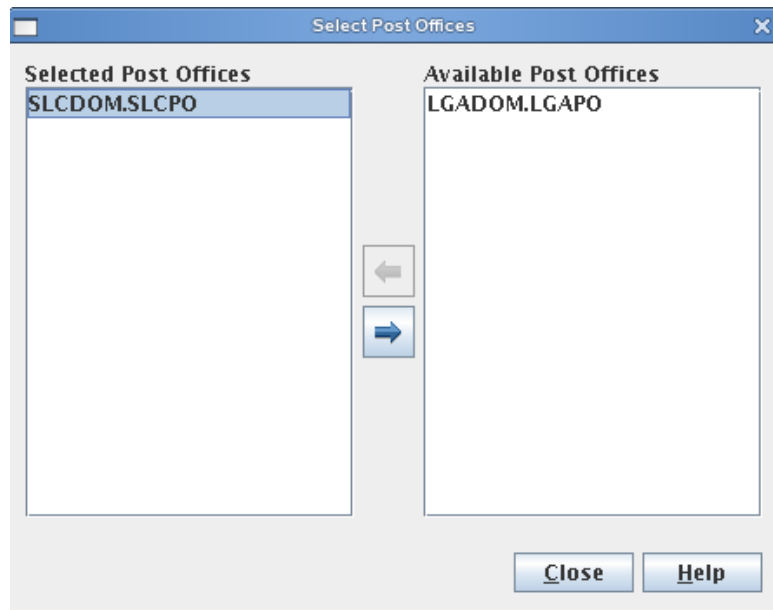 Select Post Offices
Selected Post Offices
SLCDOM.SLCPO
Available Post Offices
LGADOM.LGAPO
Close
Help